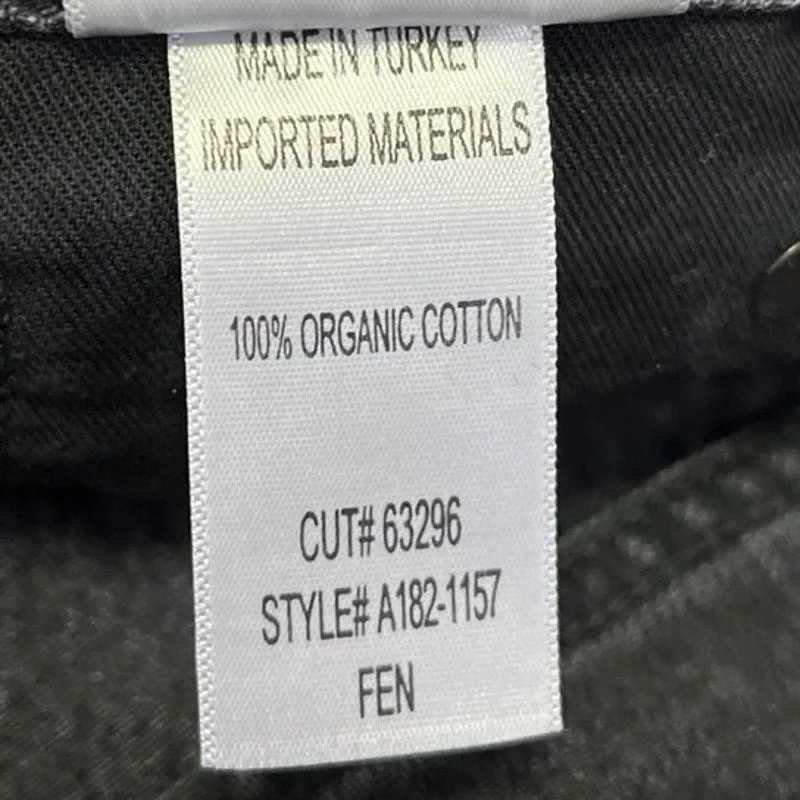 MADE IN TURKEY
IMPORTED MATERIALS
100% ORGANIC COTTON
CUT# 63296
STYLE# A182-1157
FEN